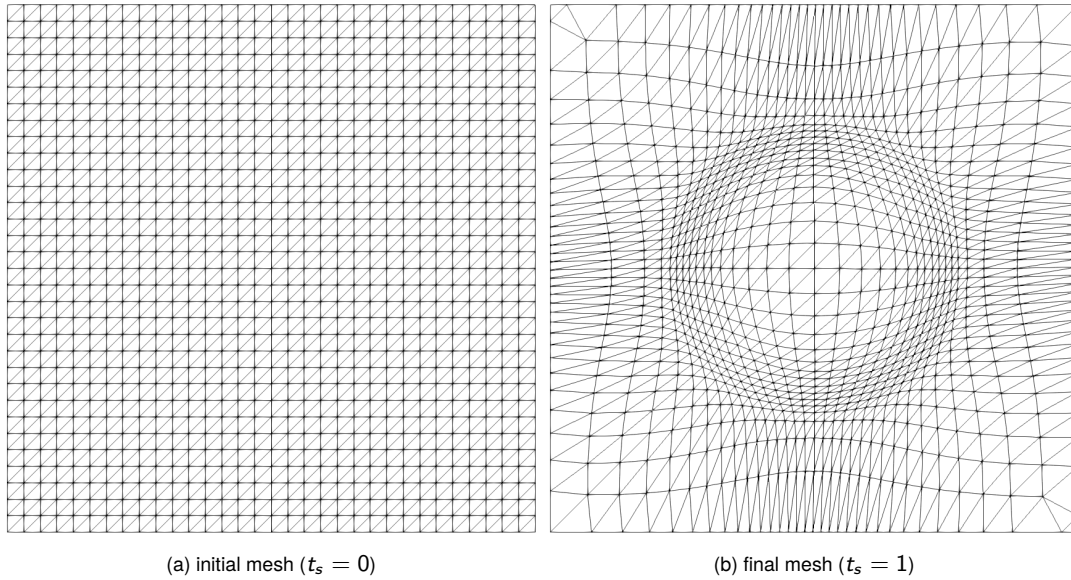 (a) initial mesh (tₛ = 0)
(b) final mesh (tₛ = 1)